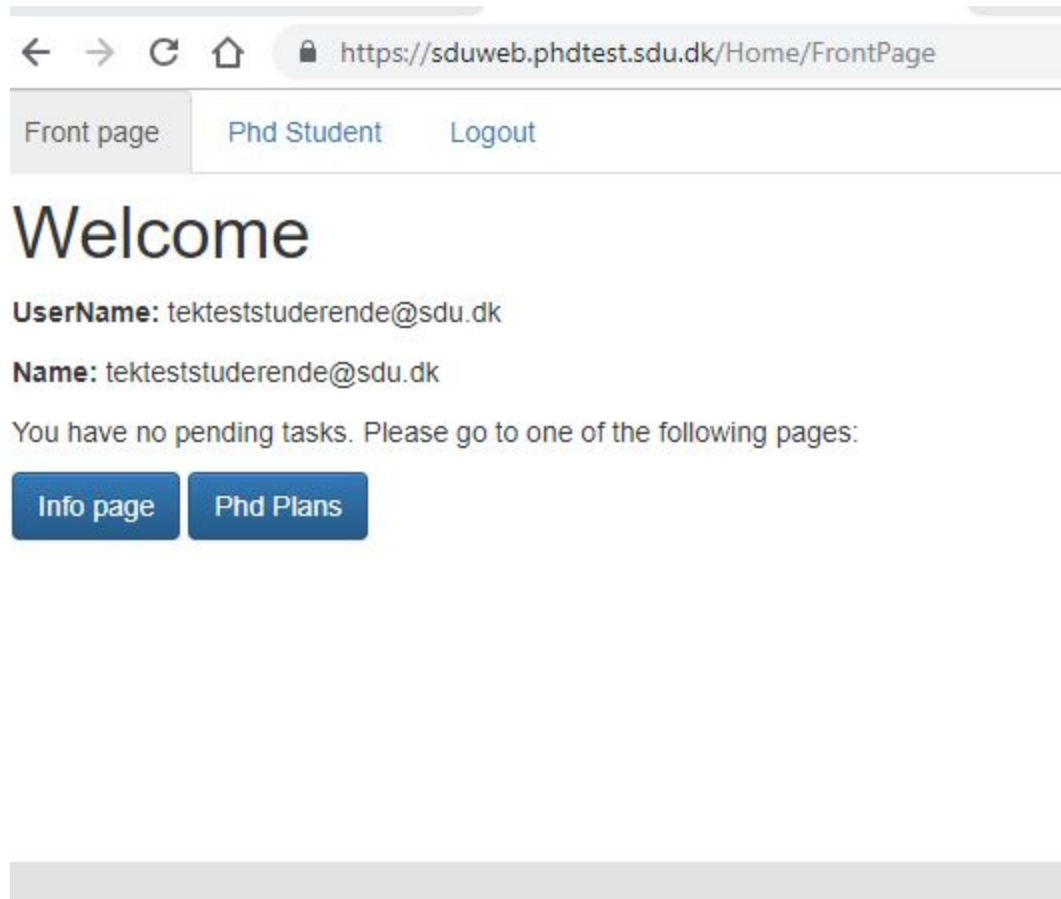 https://sduweb.phdtest.sdu.dk/Home/FrontPage
Front page Phd Student Logout
Welcome
UserName: tekteststuderende@sdu.dk
Name: tekteststuderende@sdu.dk
You have no pending tasks. Please go to one of the following pages:
Info page Phd Plans